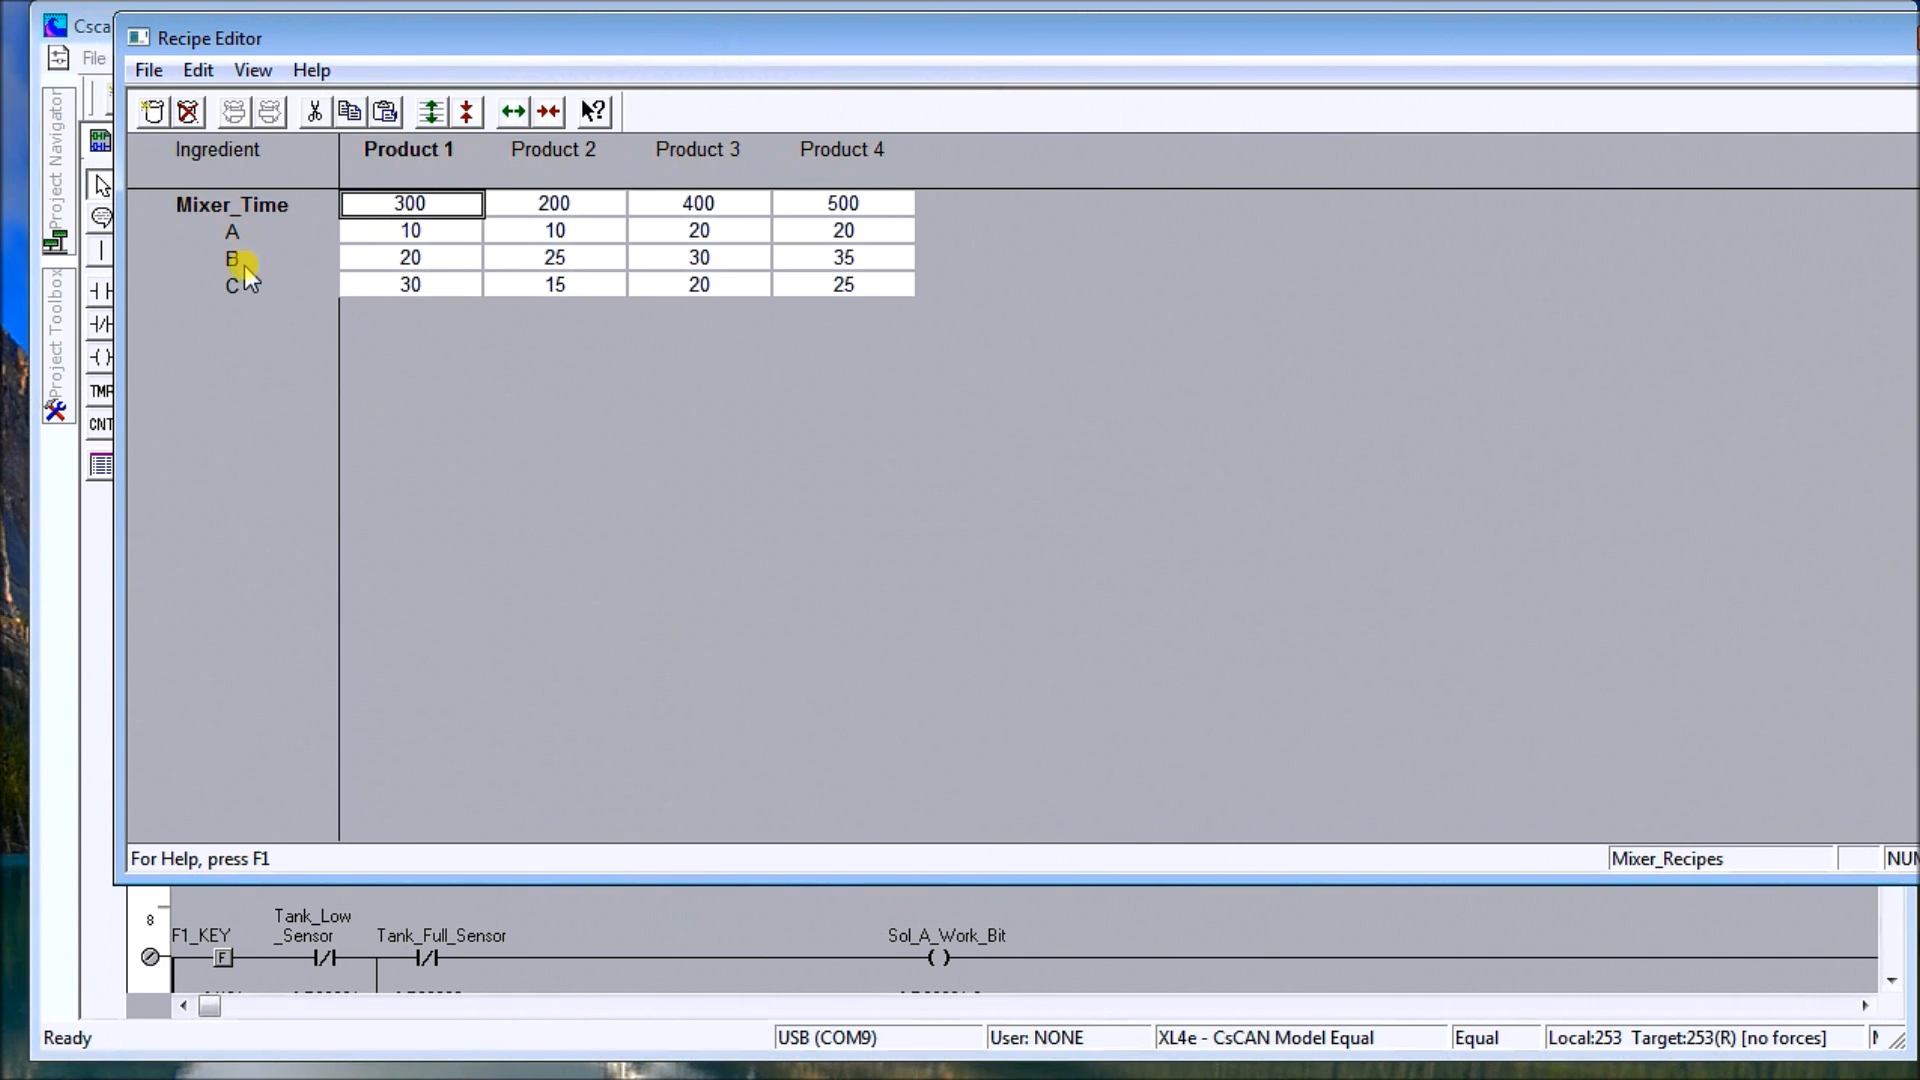 Csca
Recipe Editor
File
File Edit View Help
Project Navigator
Ingredient Product 1 Product 2 Product 3 Product 4
Mixer_Time 300 200 400 500
A 10 10 20 20
B 20 25 30 35
C 30 15 20 25
Project Toolbox
TMR
CNT
For Help, press F1 Mixer_Recipes NUM
8
Tank_Low
F1_KEY _Sensor Tank_Full_Sensor Sol_A_Work_Bit
F
Ready USB (COM9) User: NONE XL4e - CsCAN Model Equal Equal Local:253 Target:253(R) [no forces]